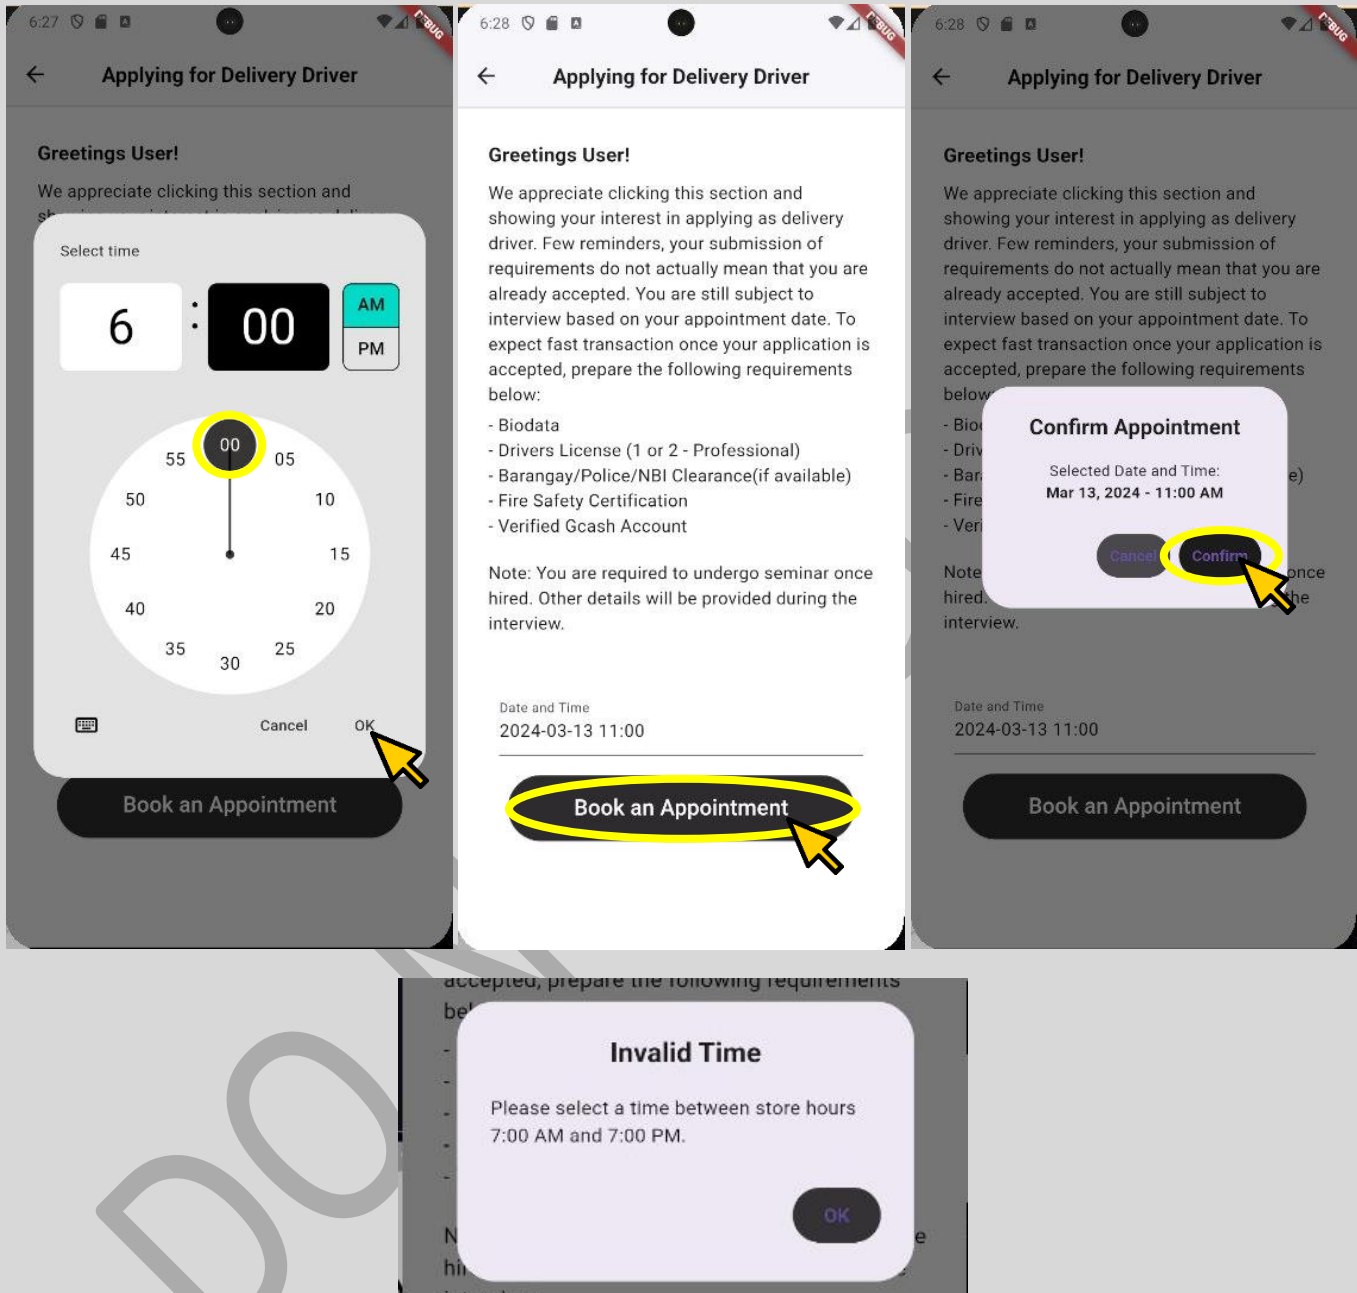 6:27
DEBUG
Applying for Delivery Driver
Greetings User!
We appreciate clicking this section and
Select time
6 : 00
AM
PM
00
05
10
15
20
25
30
35
40
45
50
55
Cancel OK
Book an Appointment
6:28
DEBUG
Applying for Delivery Driver
Greetings User!
We appreciate clicking this section and
showing your interest in applying as delivery
driver. Few reminders, your submission of
requirements do not actually mean that you are
already accepted. You are still subject to
interview based on your appointment date. To
expect fast transaction once your application is
accepted, prepare the following requirements
below:
- Biodata
- Drivers License (1 or 2 - Professional)
- Barangay/Police/NBI Clearance(if available)
- Fire Safety Certification
- Verified Gcash Account
Note: You are required to undergo seminar once
hired. Other details will be provided during the
interview.
Date and Time
2024-03-13 11:00
Book an Appointment
6:28
DEBUG
Applying for Delivery Driver
Greetings User!
We appreciate clicking this section and
showing your interest in applying as delivery
driver. Few reminders, your submission of
requirements do not actually mean that you are
already accepted. You are still subject to
interview based on your appointment date. To
expect fast transaction once your application is
accepted, prepare the following requirements
below
Confirm Appointment
Selected Date and Time:
Mar 13, 2024 - 11:00 AM
Cancel Confirm
- Fire
Note once
hired. the
interview.
Date and Time
2024-03-13 11:00
Book an Appointment
accepted, prepare the following requirements
Invalid Time
Please select a time between store hours
7:00 AM and 7:00 PM.
OK